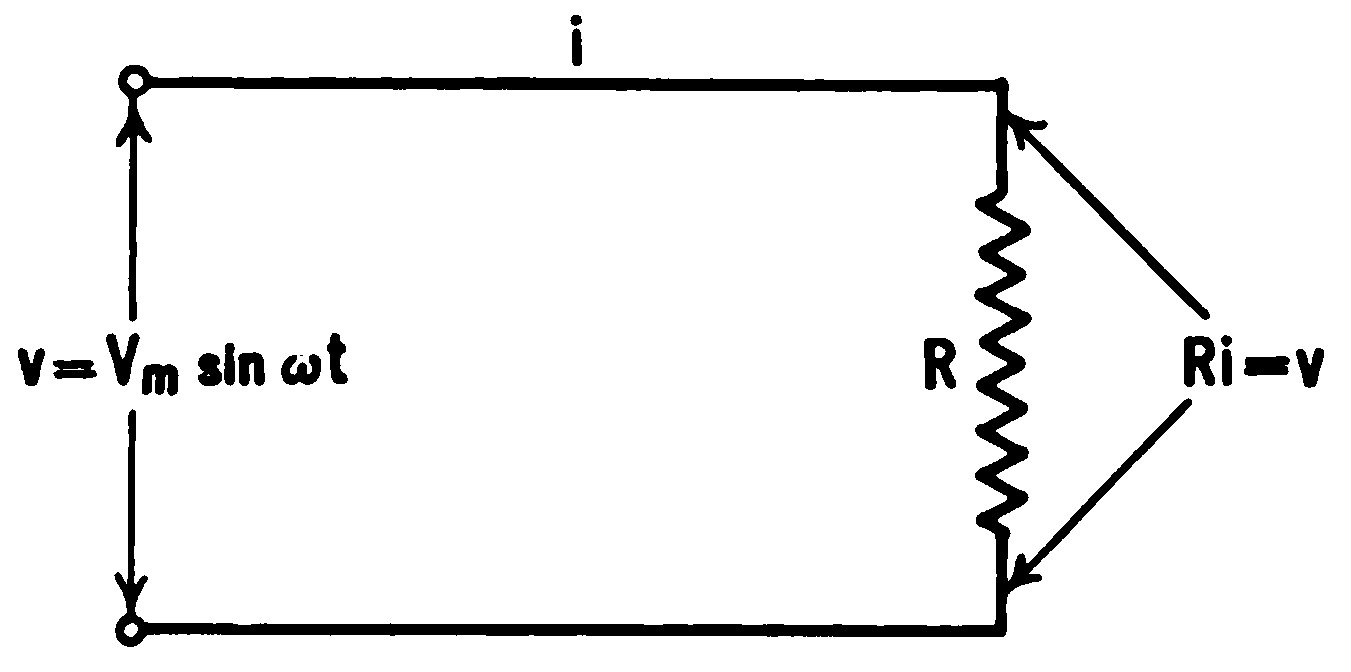 i
v=Vm sin ωt
R
Ri=v